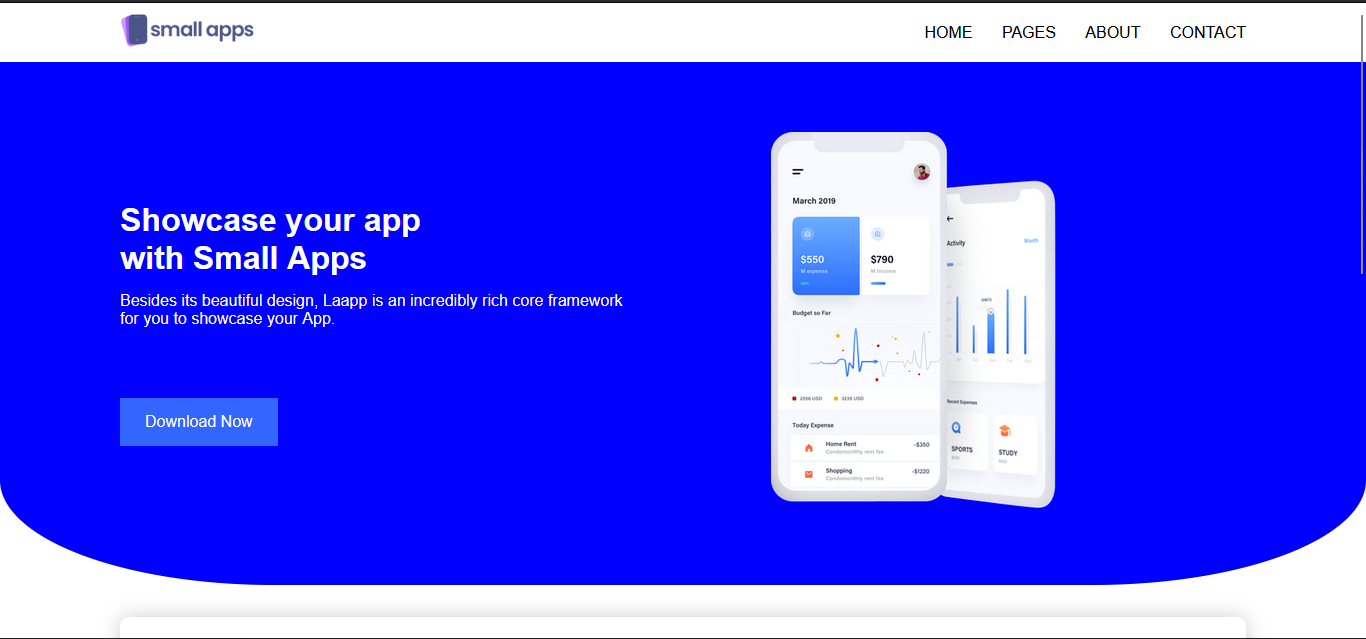 small apps
HOME PAGES ABOUT CONTACT
Showcase your app
with Small Apps
Besides its beautiful design, Laapp is an incredibly rich core framework
for you to showcase your App.
Download Now
March 2019
$550
M expense
$790
M income
Budget so Far
2556 USD
3235 USD
Today Expense
Home Rent
-$350
Condomonthly rent fee
Shopping
-$1220
Condomonthly rent fee
Activity
Month
Recent Expenses
SPORTS
STUDY